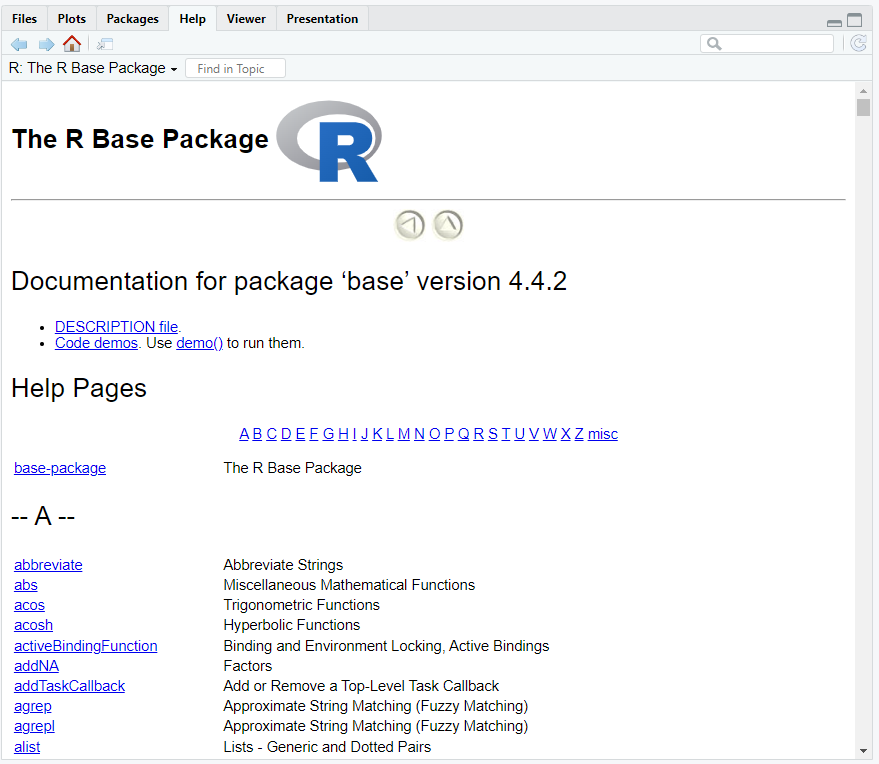 Files Plots Packages Help Viewer Presentation
R: The R Base Package Find in Topic
The R Base Package R
Documentation for package ‘base’ version 4.4.2
• DESCRIPTION file.
• Code demos. Use demo() to run them.
Help Pages
A B C D E F G H I J K L M N O P Q R S T U V W X Z misc
base-package The R Base Package
-- A --
abbreviate Abbreviate Strings
abs Miscellaneous Mathematical Functions
acos Trigonometric Functions
acosh Hyperbolic Functions
activeBindingFunction Binding and Environment Locking, Active Bindings
addNA Factors
addTaskCallback Add or Remove a Top-Level Task Callback
agrep Approximate String Matching (Fuzzy Matching)
agrepl Approximate String Matching (Fuzzy Matching)
alist Lists - Generic and Dotted Pairs